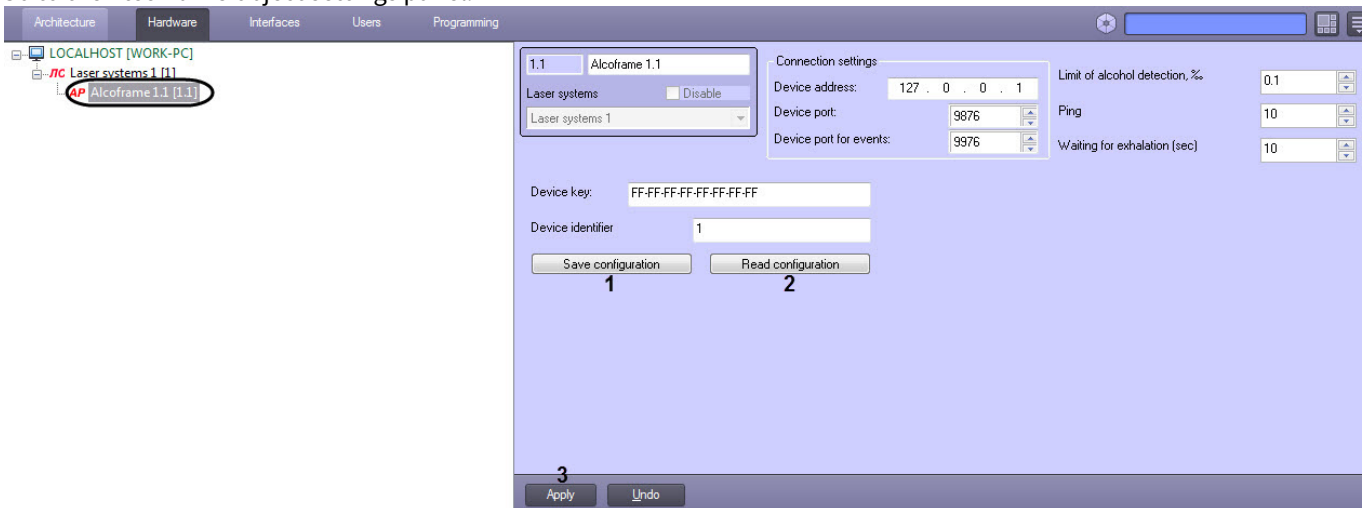 Architecture Hardware Interfaces Users Programming
LOCALHOST [WORK-PC]
ЛС Laser systems 1 [1]
AP Alcoframe 1.1 [1.1]
1.1 Alcoframe 1.1
Laser systems Disable
Laser systems 1
Connection settings
Device address: 127 . 0 . 0 . 1
Device port: 9876
Device port for events: 9976
Limit of alcohol detection, ‰ 0.1
Ping 10
Waiting for exhalation (sec) 10
Device key: FF-FF-FF-FF-FF-FF-FF-FF
Device identifier 1
Save configuration Read configuration
1 2
3
Apply Undo